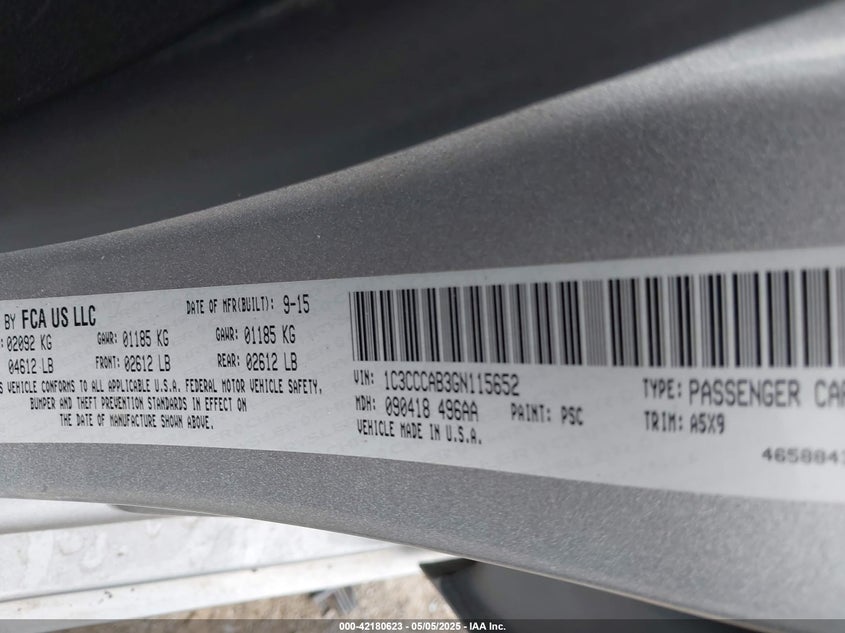 BY FCA US LLC
DATE OF MFR(BUILT): 9-15
: 02092 KG GAWR: 01185 KG GAWR: 01185 KG
04612 LB FRONT: 02612 LB REAR: 02612 LB
S VEHICLE CONFORMS TO ALL APPLICABLE U.S.A. FEDERAL MOTOR VEHICLE SAFETY,
BUMPER AND THEFT PREVENTION STANDARDS IN EFFECT ON
THE DATE OF MANUFACTURE SHOWN ABOVE.
VIN: 1C3CCCAB3GN115652
MDH: 090418 496AA PAINT: PSC
VEHICLE MADE IN U.S.A.
TYPE: PASSENGER CAR
TRIM: A5X9
4658843
000-42180623 - 05/05/2025 - IAA Inc.